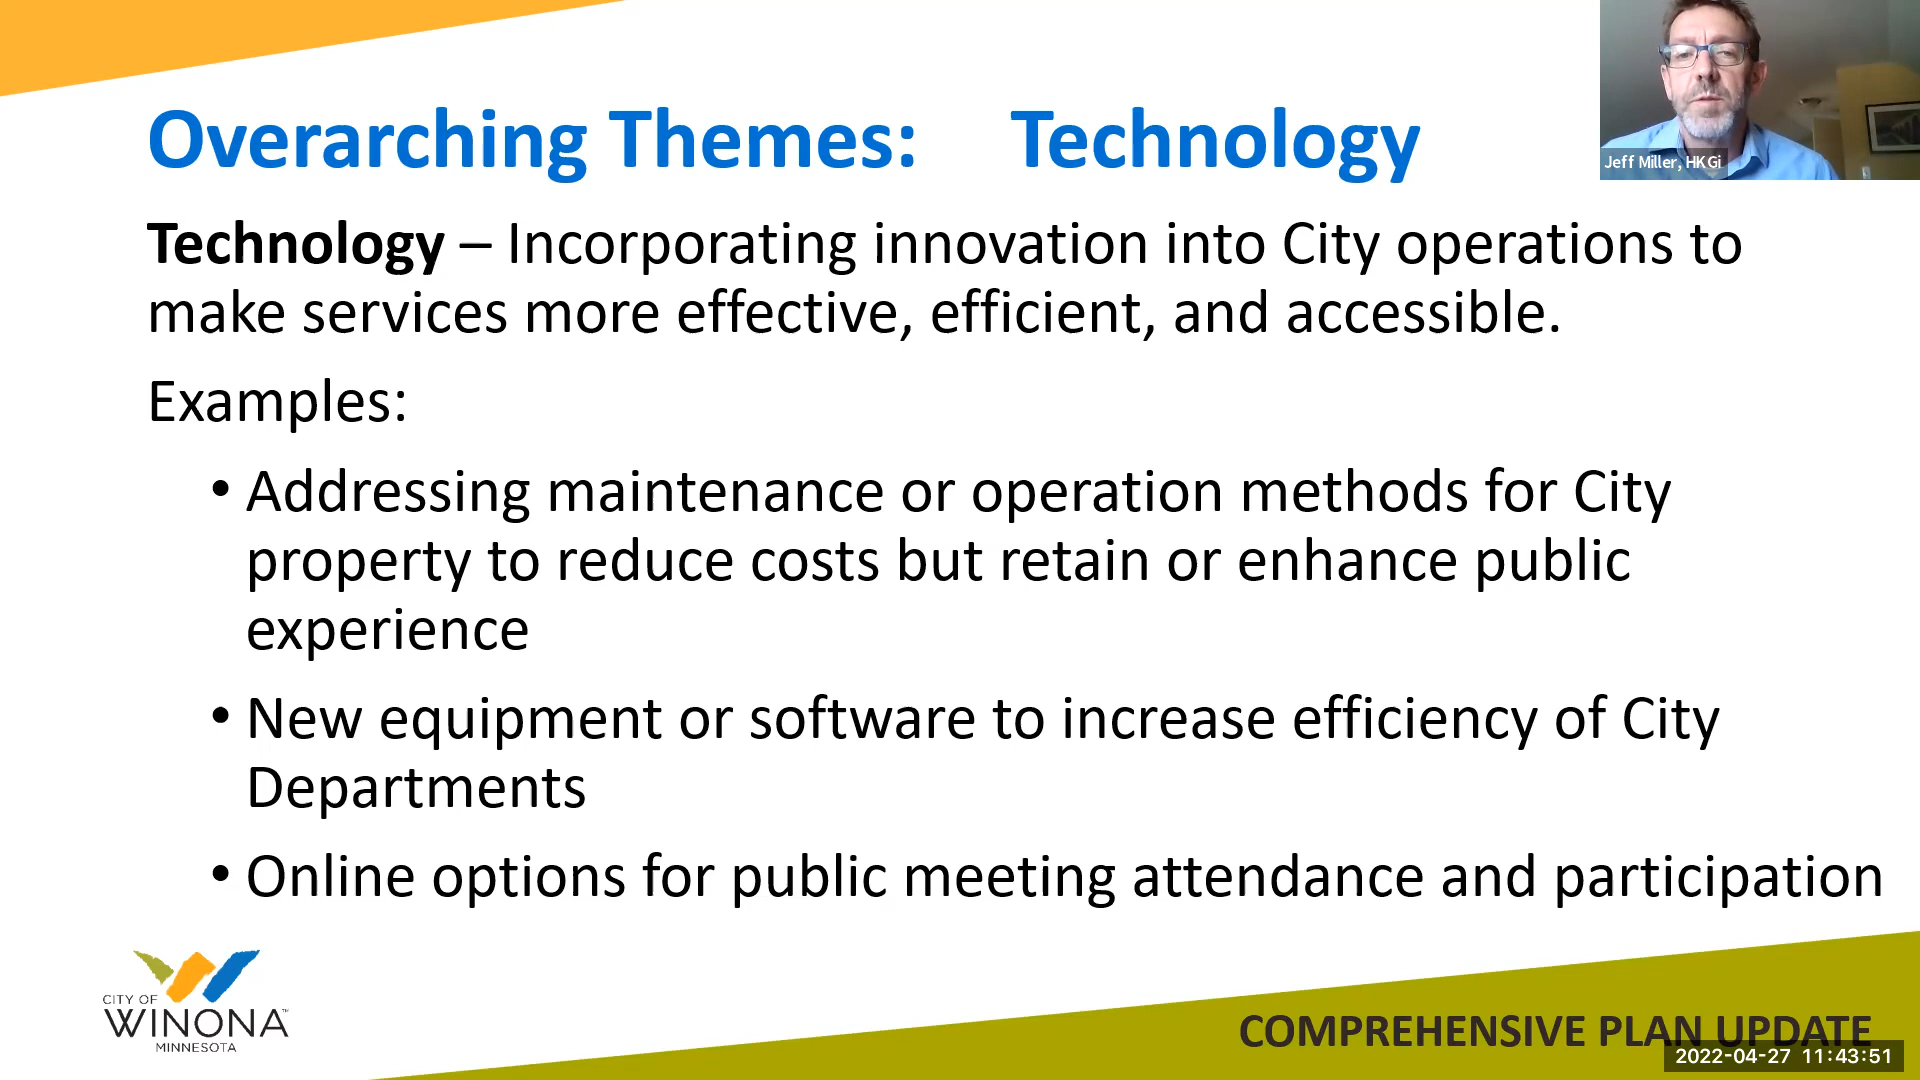 Overarching Themes: Technology
Jeff Miller, HKGi
Technology – Incorporating innovation into City operations to
make services more effective, efficient, and accessible.
Examples:
• Addressing maintenance or operation methods for City
property to reduce costs but retain or enhance public
experience
• New equipment or software to increase efficiency of City
Departments
• Online options for public meeting attendance and participation
CITY OF
WINONA™
MINNESOTA
COMPREHENSIVE PLAN UPDATE
2022-04-27 11:43:51